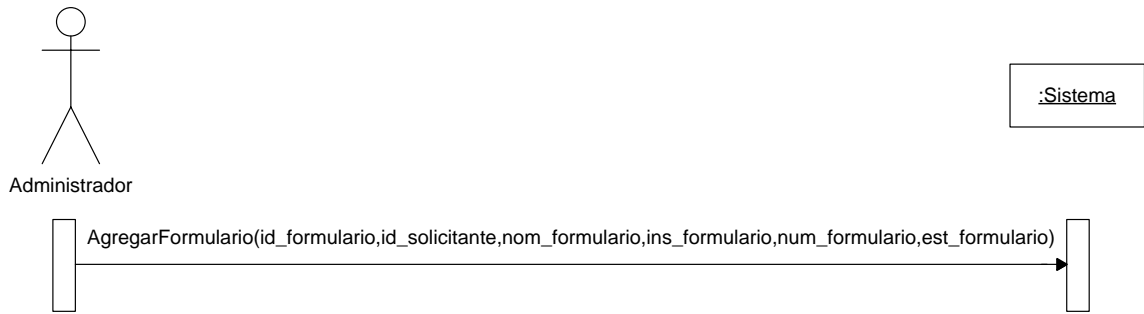 :Sistema
Administrador
AgregarFormulario(id_formulario,id_solicitante,nom_formulario,ins_formulario,num_formulario,est_formulario)